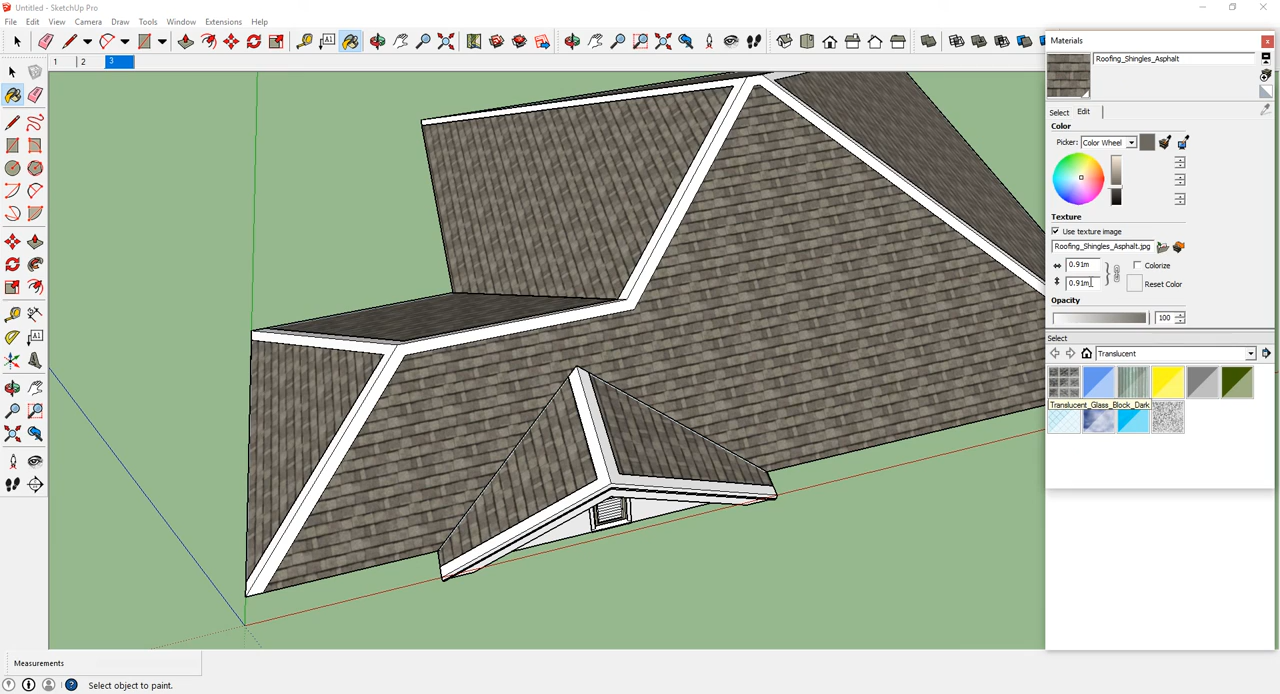 Untitled - SketchUp Pro
File Edit View Camera Draw Tools Window Extensions Help
A1
1 2 3
Materials
x
Roofing_Shingles_Asphalt
Select Edit
Color
Picker: Color Wheel
Texture
Use texture image
Roofing_Shingles_Asphalt.jpg
0.91m Colorize
0.91m Reset Color
Opacity
100
Select
Translucent
Translucent_Glass_Block_Dark
A1
Measurements
Select object to paint.